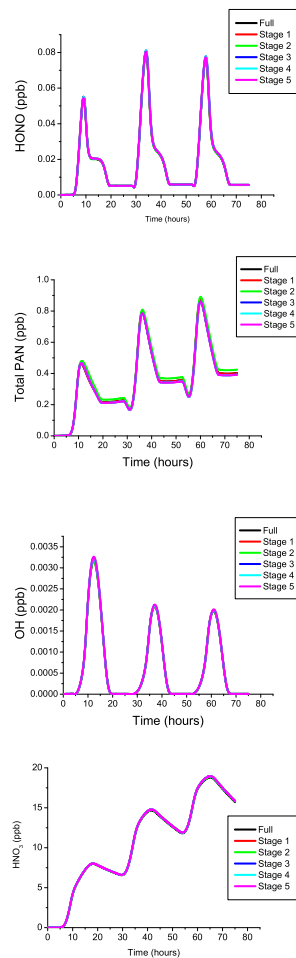 Full
Stage 1
Stage 2
Stage 3
Stage 4
Stage 5
HONO (ppb)
0.08
0.06
0.04
0.02
0.00
0 10 20 30 40 50 60 70 80
Time (hours)
Full
Stage 1
Stage 2
Stage 3
Stage 4
Stage 5
Total PAN (ppb)
1.0
0.8
0.6
0.4
0.2
0.0
0 10 20 30 40 50 60 70 80
Time (hours)
Full
Stage 1
Stage 2
Stage 3
Stage 4
Stage 5
OH (ppb)
0.0035
0.0030
0.0025
0.0020
0.0015
0.0010
0.0005
0.0000
0 10 20 30 40 50 60 70 80
Time (hours)
HNO3 (ppb)
20
15
10
5
0
Full
Stage 1
Stage 2
Stage 3
Stage 4
Stage 5
0 10 20 30 40 50 60 70 80
Time (hours)